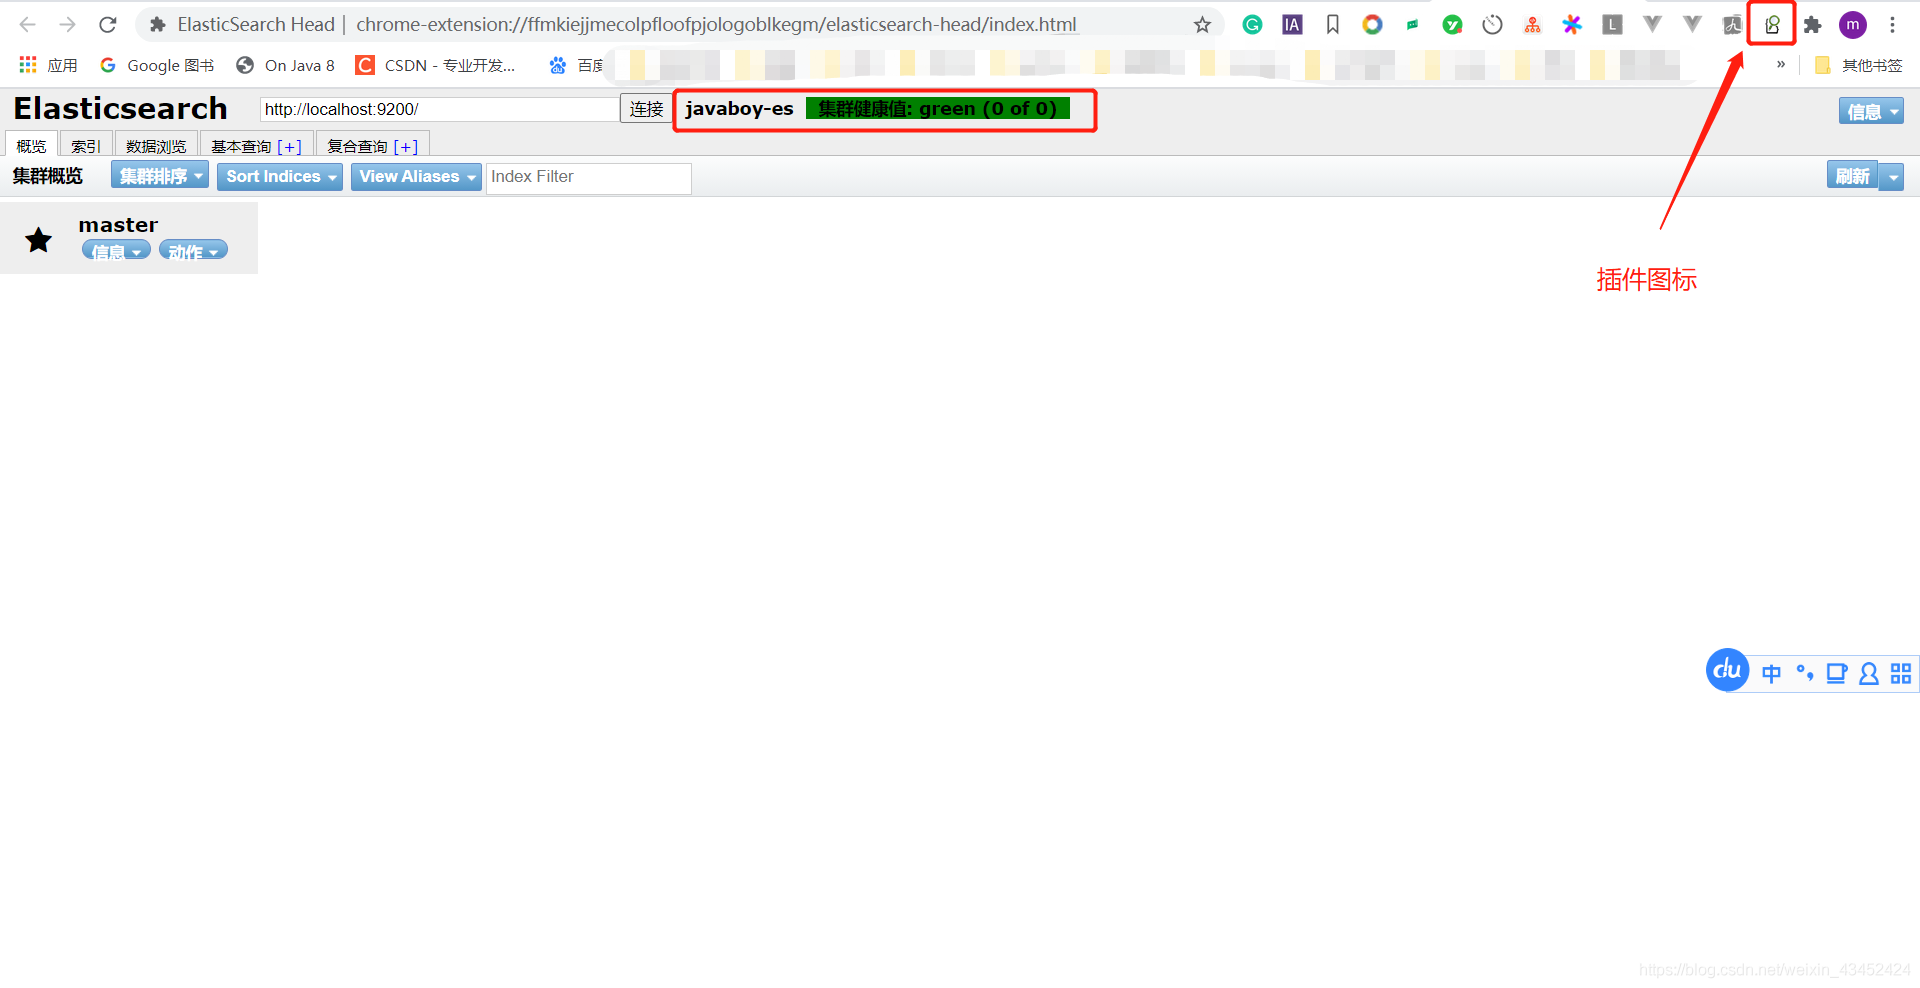 ElasticSearch Head | chrome-extension://ffmkiejjmecolpfloofpjologoblkegm/elasticsearch-head/index.html
IA
L
m
应用 Google 图书 On Java 8 C CSDN - 专业开发... 百度 » 其他书签
Elasticsearch http://localhost:9200/ 连接 javaboy-es 集群健康值: green (0 of 0) 信息
概览 索引 数据浏览 基本查询 [+] 复合查询 [+]
集群概览 集群排序 Sort Indices View Aliases Index Filter 刷新
master
信息 动作
插件图标
du 中
https://blog.csdn.net/weixin_43452424